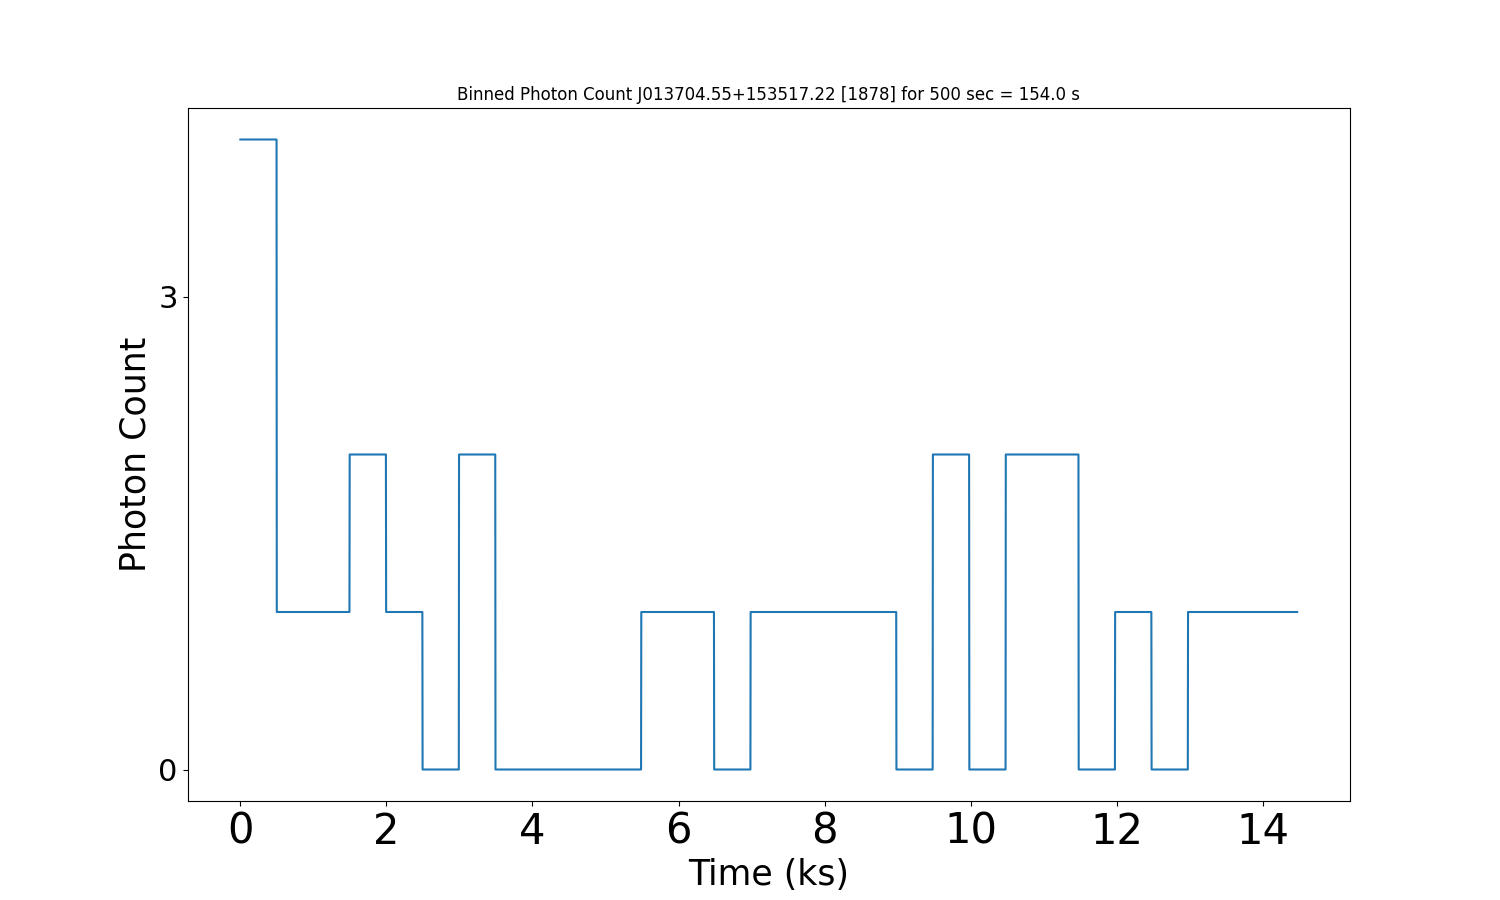 Binned Photon Count J013704.55+153517.22 [1878] for 500 sec = 154.0 s
Photon Count
3
0
0 2 4 6 8 10 12 14
Time (ks)